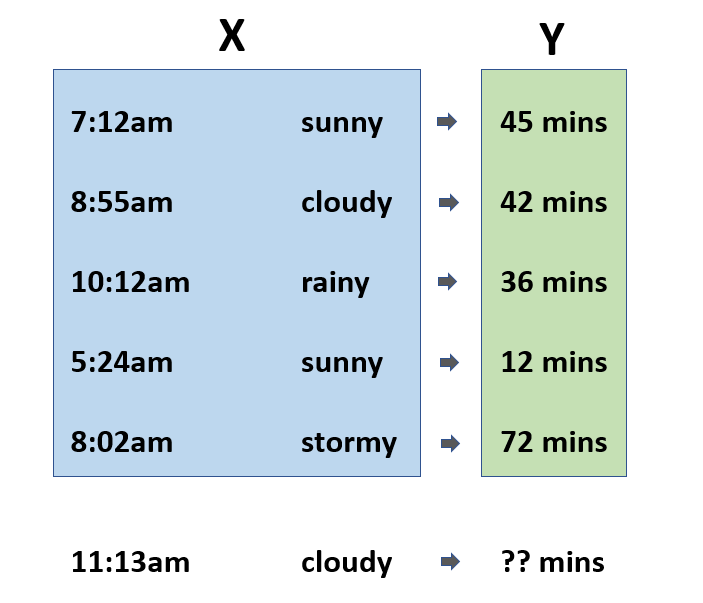 X Y
7:12am sunny 45 mins
8:55am cloudy 42 mins
10:12am rainy 36 mins
5:24am sunny 12 mins
8:02am stormy 72 mins
11:13am cloudy ?? mins